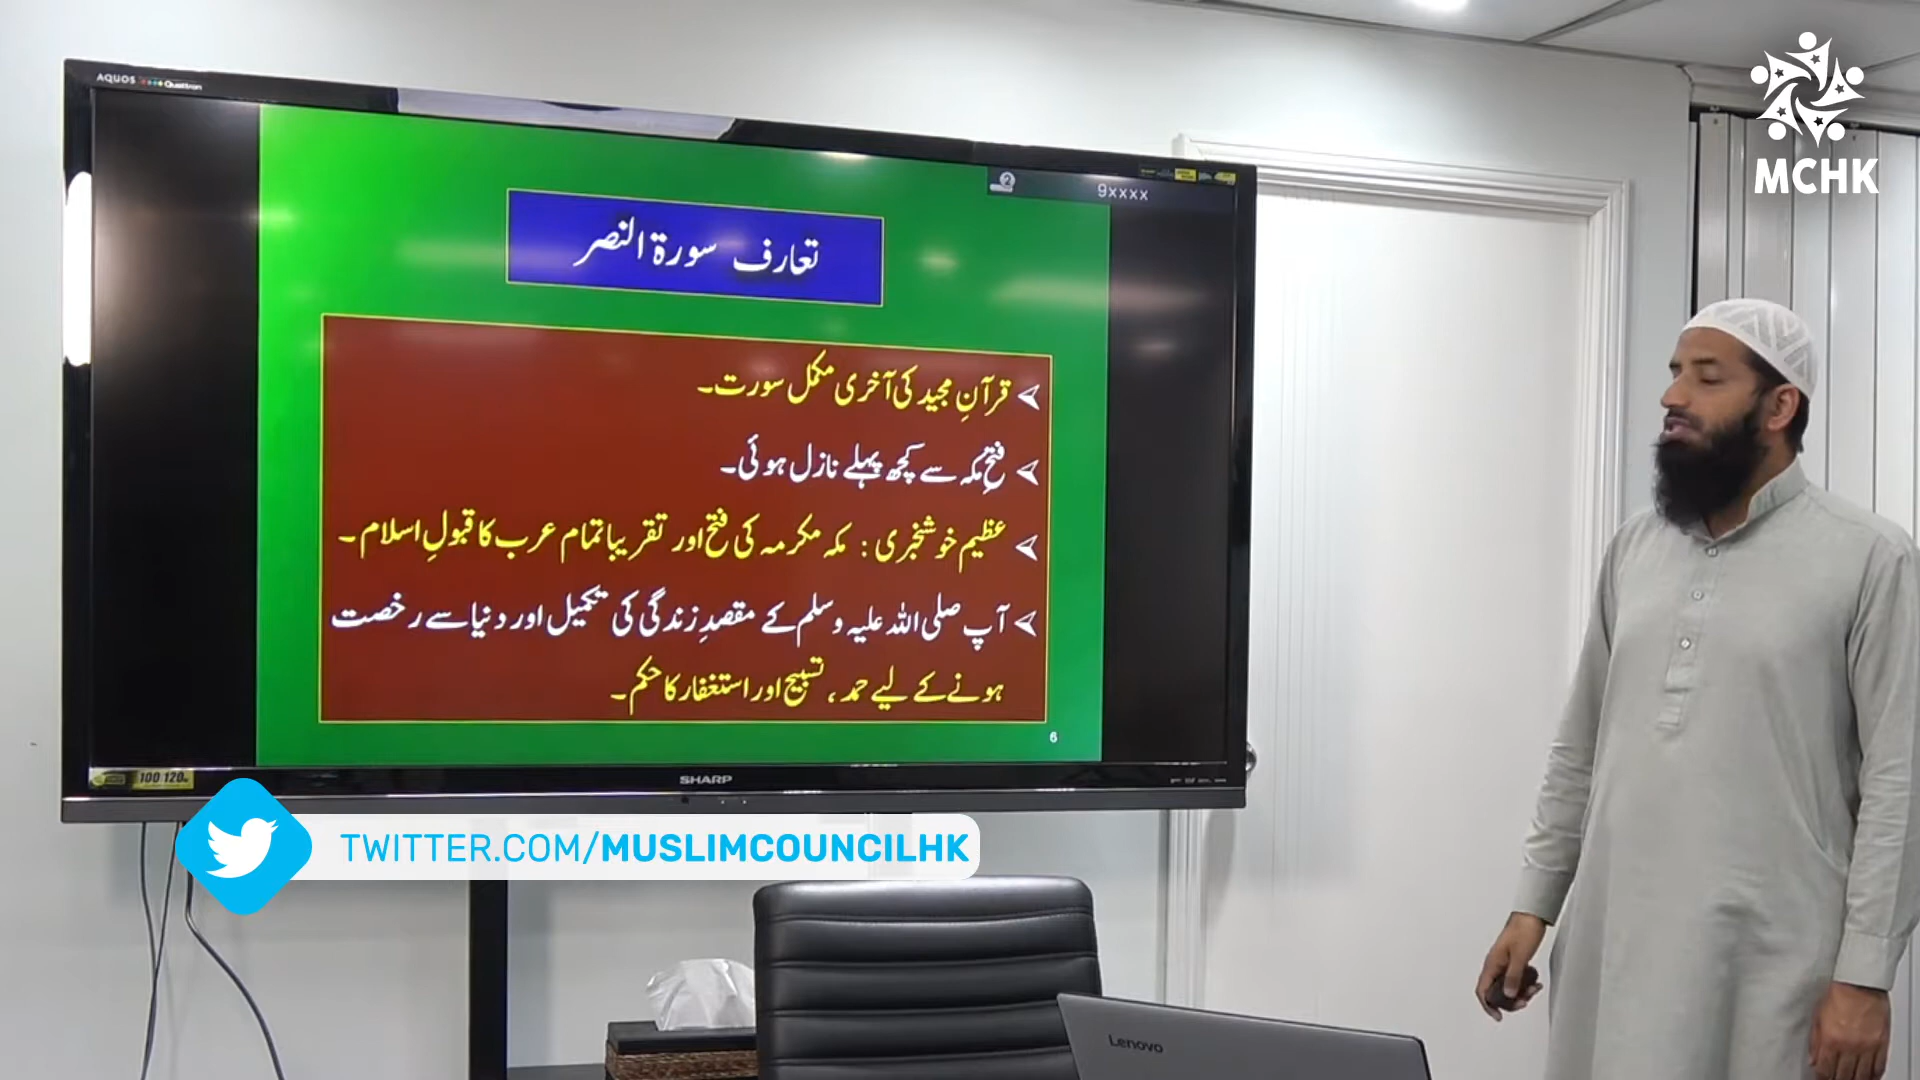 AQUOS Quattron
MCHK
9xxxx
تعارف سورۃ النصر
قرآنِ مجید کی آخری مکمل سورت۔
فتحِ مکہ سے کچھ پہلے نازل ہوئی۔
عظیم خوشخبری : مکہ مکرمہ کی فتح اور تقریبا تمام عرب کا قبولِ اسلام ۔
آپ صلی اللہ علیہ وسلم کے مقصدِ زندگی کی تکمیل اور دنیا سے رخصت
ہونے کے لیے حمد ، تسبیح اور استغفار کا حکم ۔
6
100/120
SHARP
TWITTER.COM/MUSLIMCOUNCILHK
Lenovo